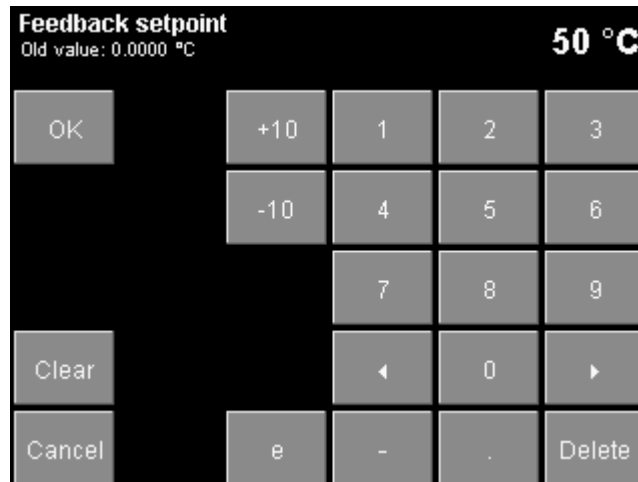 Feedback setpoint
Old value: 0.0000 °C
50 °C
OK
+10
1
2
3
-10
4
5
6
7
8
9
Clear
0
Cancel
e
-
.
Delete